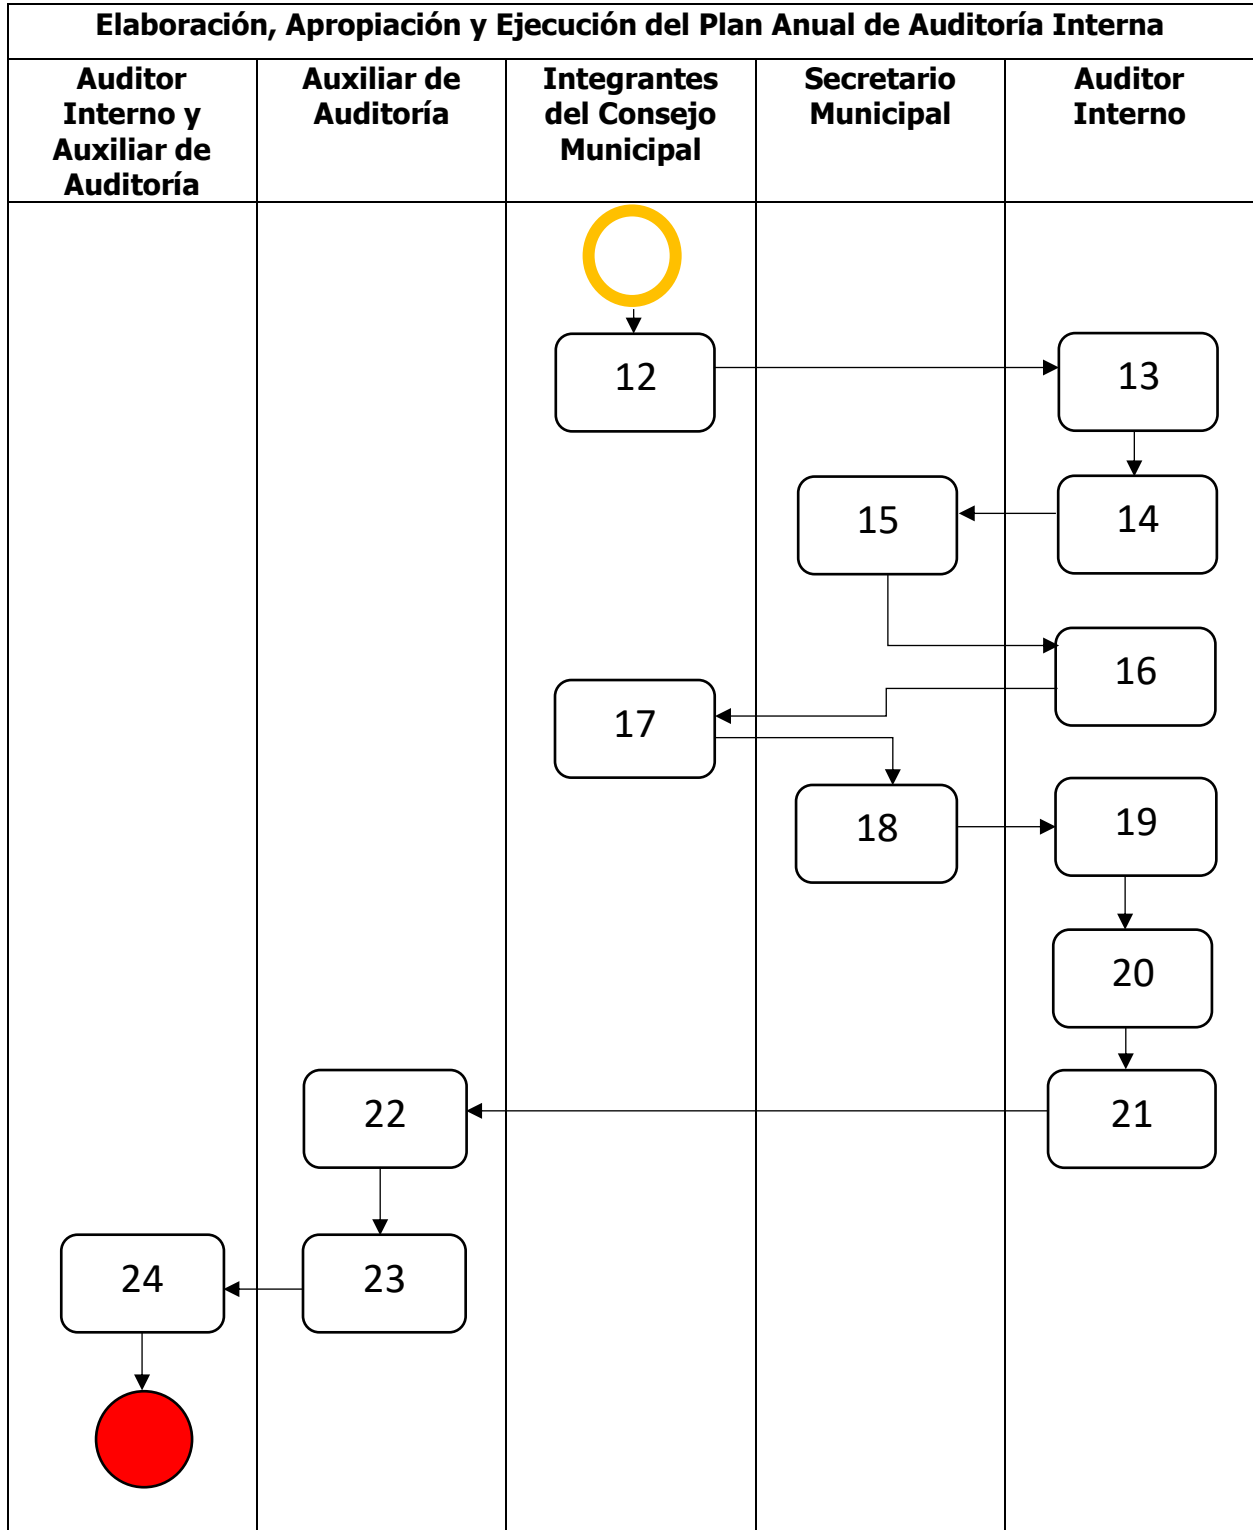 Elaboración, Apropiación y Ejecución del Plan Anual de Auditoría Interna
Auditor
Interno y
Auxiliar de
Auditoría
Auxiliar de
Auditoría
Integrantes
del Consejo
Municipal
Secretario
Municipal
Auditor
Interno
12
13
14
15
16
17
18
19
20
21
22
23
24